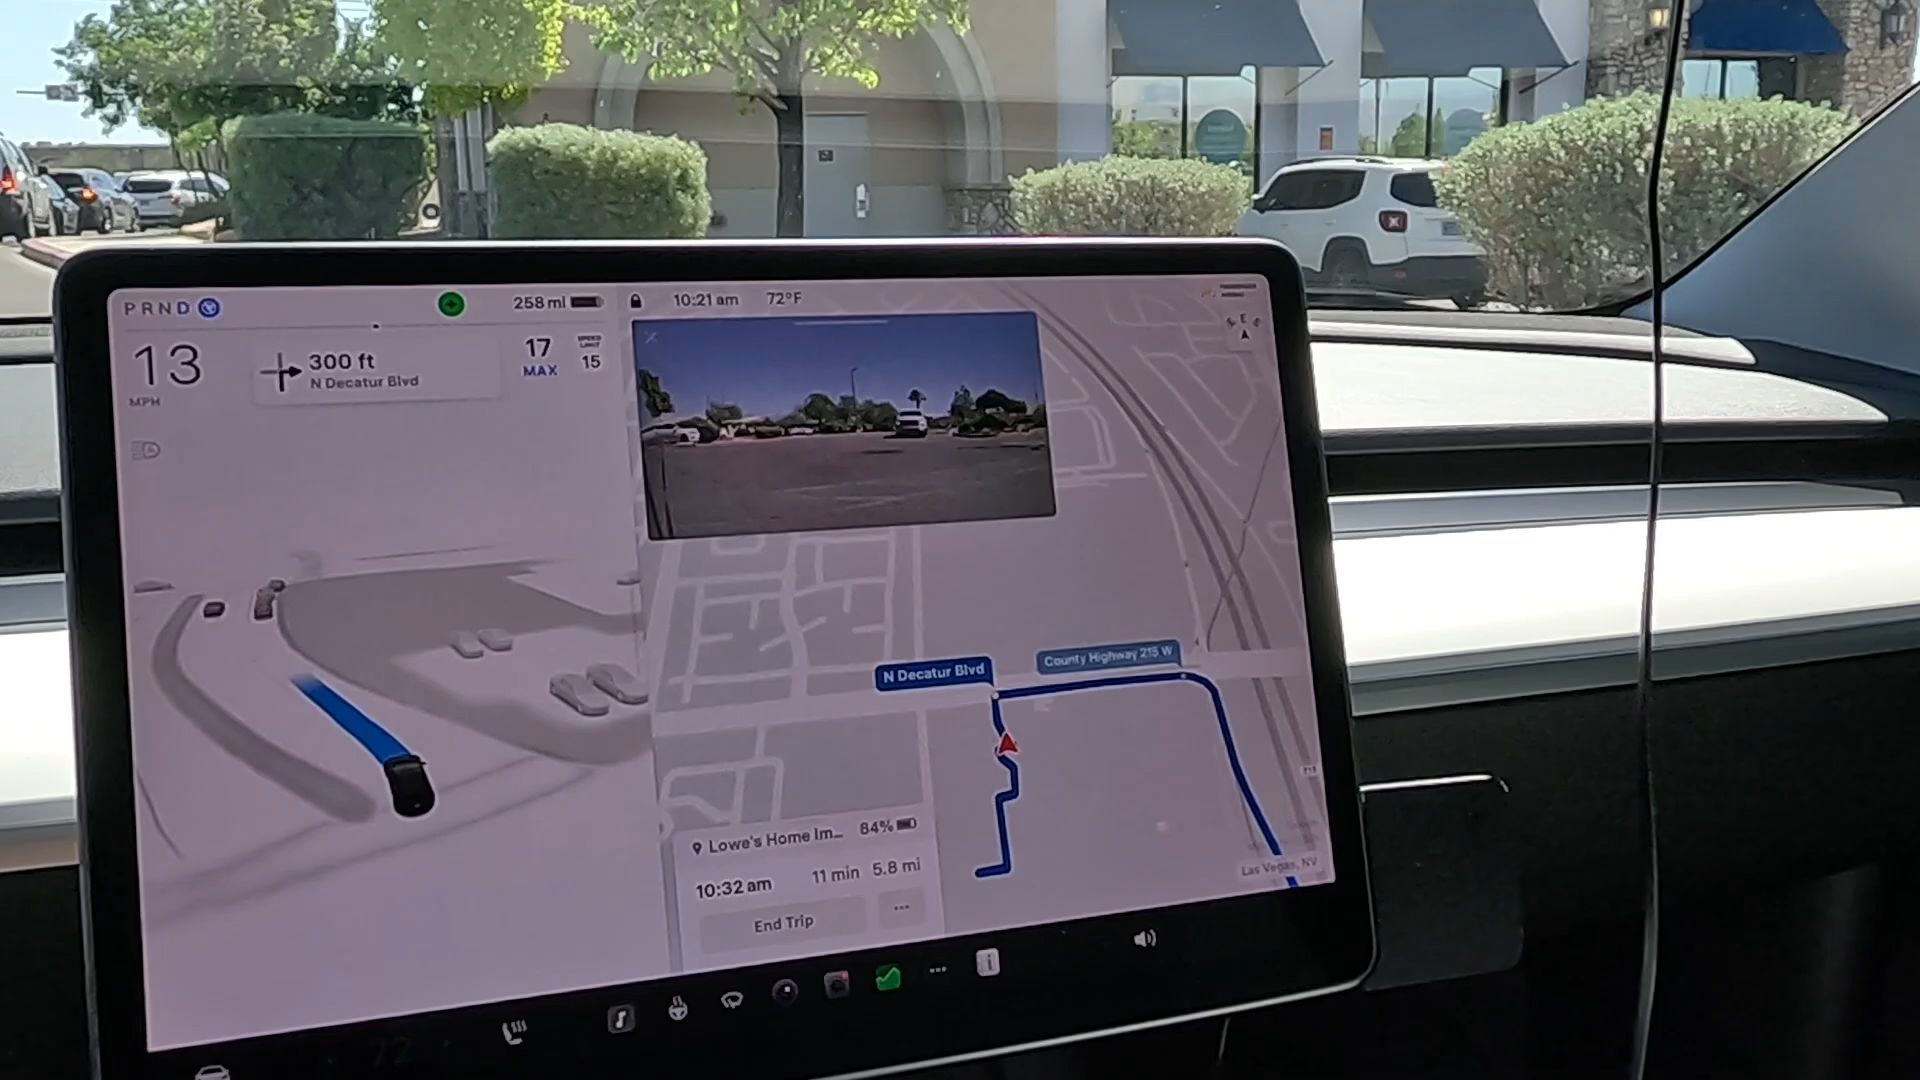 PRND
258 mi
10:21 am
72°F
13
MPH
300 ft
N Decatur Blvd
17
MAX
SPEED
LIMIT
15
E
N Decatur Blvd
County Highway 215 W
Lowe's Home Im...
84%
10:32 am
11 min
5.8 mi
End Trip
Las Vegas, NV